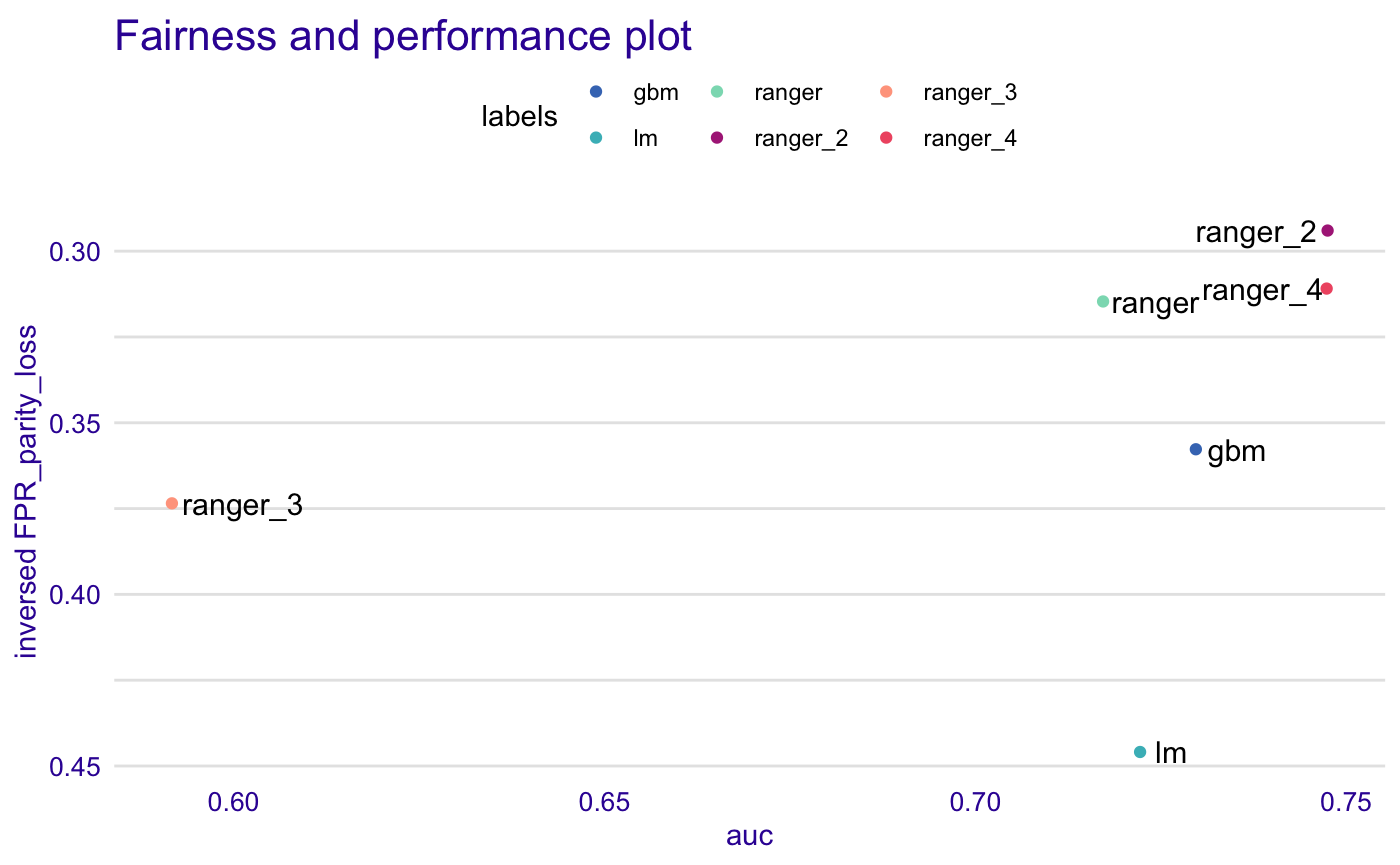 Fairness and performance plot
labels
gbm
ranger
ranger_3
lm
ranger_2
ranger_4
inversed FPR_parity_loss
0.30
0.35
0.40
0.45
ranger_2
ranger_4
ranger
gbm
ranger_3
lm
0.60
0.65
0.70
0.75
auc